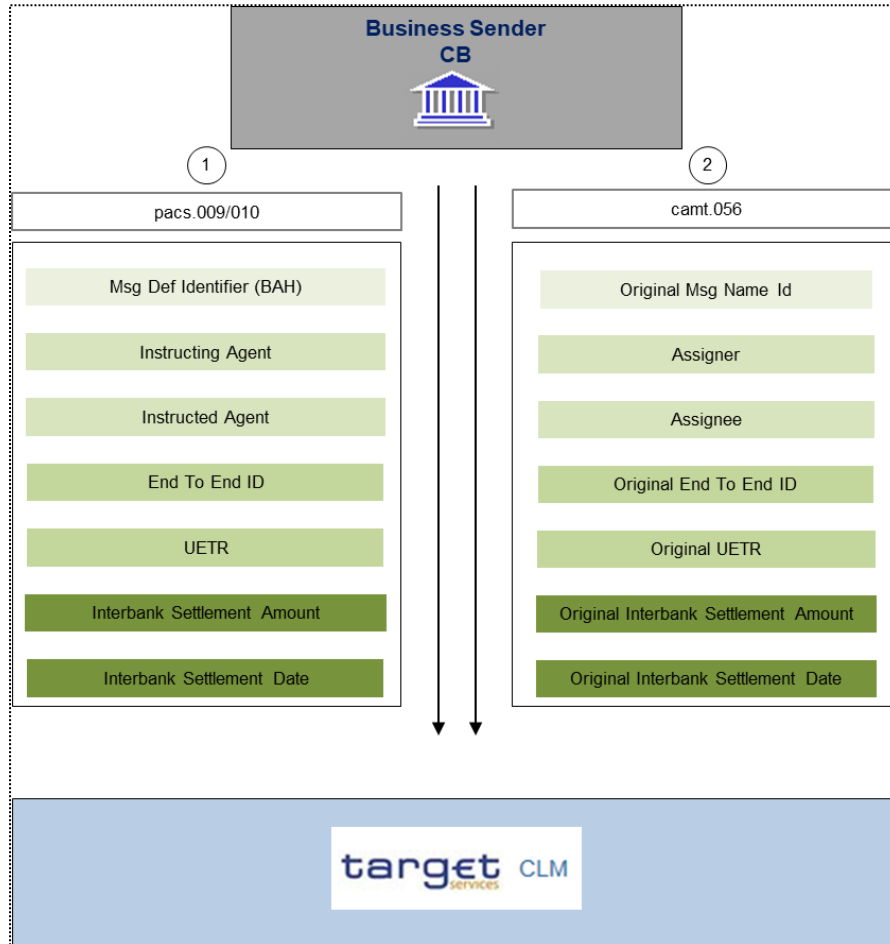 Business Sender
CB
1
2
pacs.009/010
camt.056
Msg Def Identifier (BAH)
Instructing Agent
Instructed Agent
End To End ID
UETR
Interbank Settlement Amount
Interbank Settlement Date
Original Msg Name Id
Assigner
Assignee
Original End To End ID
Original UETR
Original Interbank Settlement Amount
Original Interbank Settlement Date
target
services
CLM